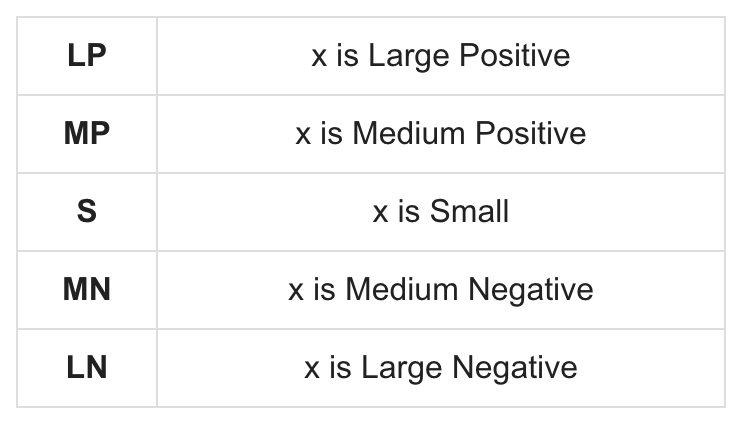 LP x is Large Positive
MP x is Medium Positive
S x is Small
MN x is Medium Negative
LN x is Large Negative